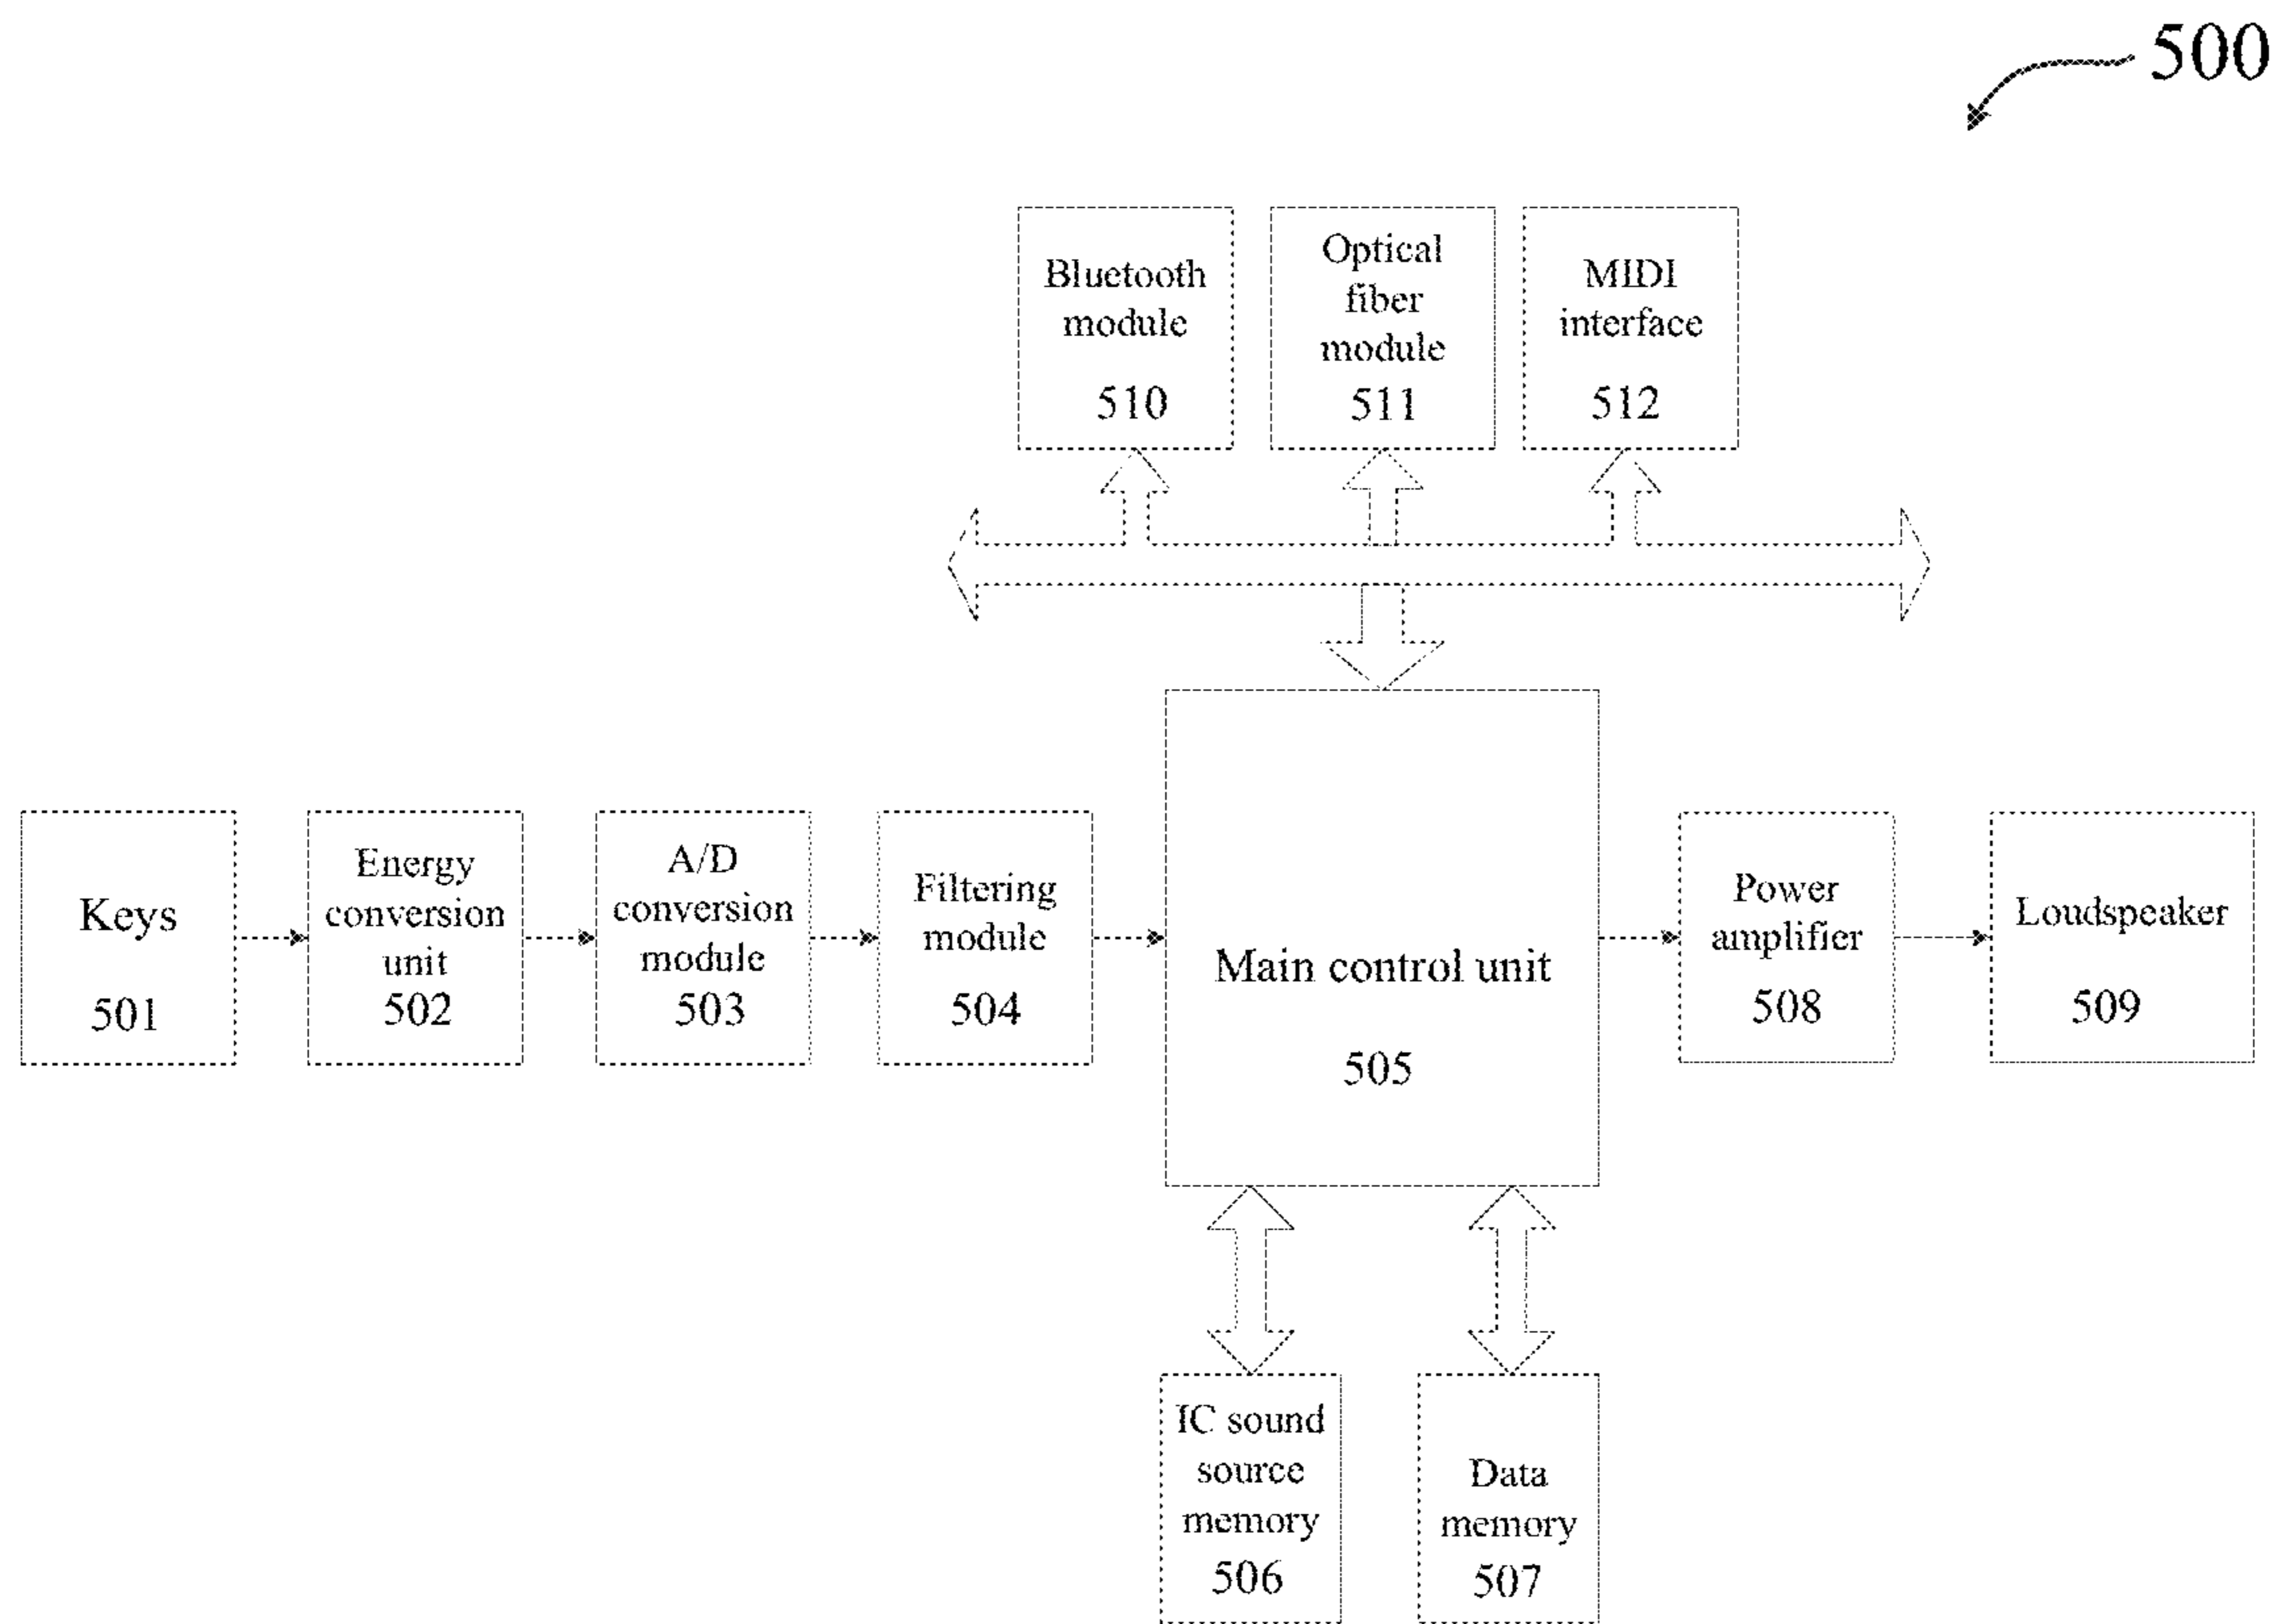 500
Bluetooth
module
510
Optical
fiber
module
511
MIDI
interface
512
Keys
501
Energy
conversion
unit
502
A/D
conversion
module
503
Filtering
module
504
Main control unit
505
Power
amplifier
508
Loudspeaker
509
IC sound
source
memory
506
Data
memory
507